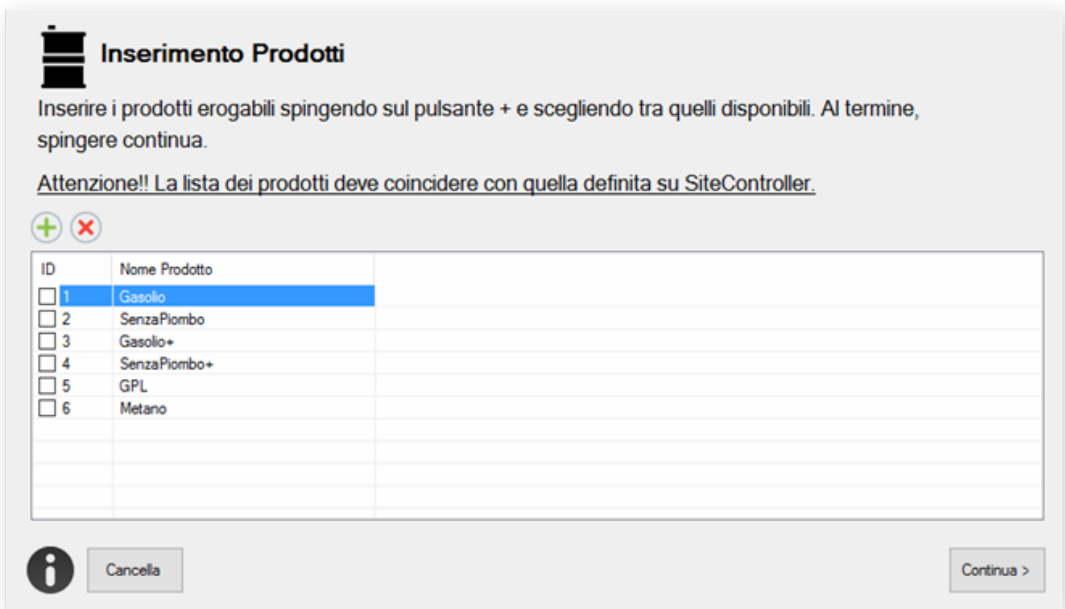 Inserimento Prodotti
Inserire i prodotti erogabili spingendo sul pulsante + e scegliendo tra quelli disponibili. Al termine,
spingere continua.
Attenzione!! La lista dei prodotti deve coincidere con quella definita su SiteController.
ID Nome Prodotto
1 Gasolio
2 SenzaPiombo
3 Gasolio+
4 SenzaPiombo+
5 GPL
6 Metano
Cancella Continua >